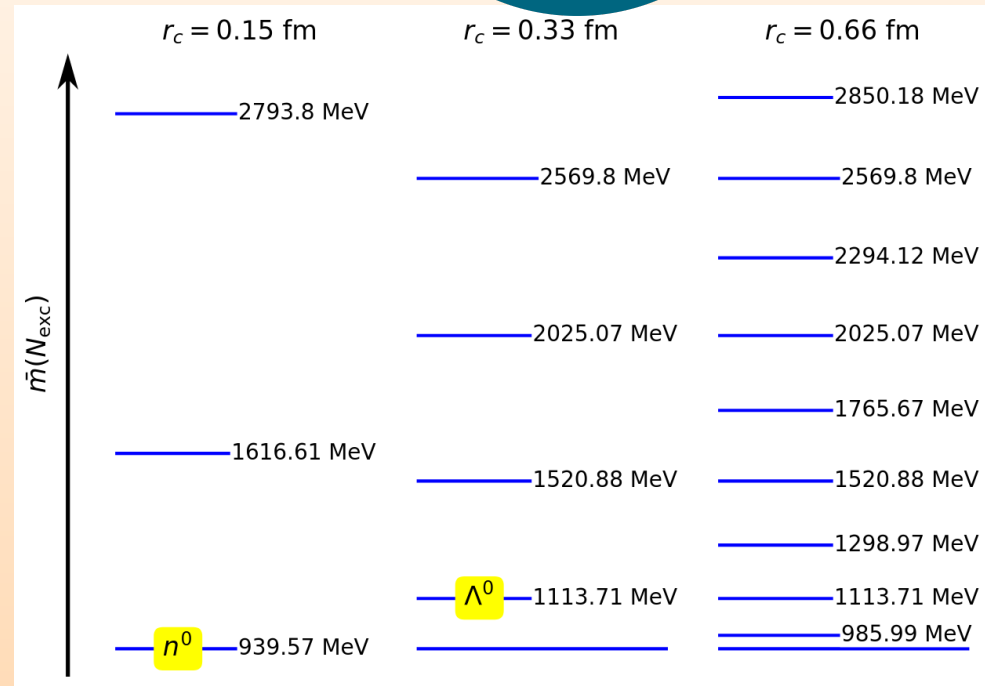 r_c = 0.15 fm
r_c = 0.33 fm
r_c = 0.66 fm
m̄(N_exc)
2793.8 MeV
1616.61 MeV
n⁰
939.57 MeV
2569.8 MeV
2025.07 MeV
1520.88 MeV
Λ⁰
1113.71 MeV
2850.18 MeV
2569.8 MeV
2294.12 MeV
2025.07 MeV
1765.67 MeV
1520.88 MeV
1298.97 MeV
1113.71 MeV
985.99 MeV